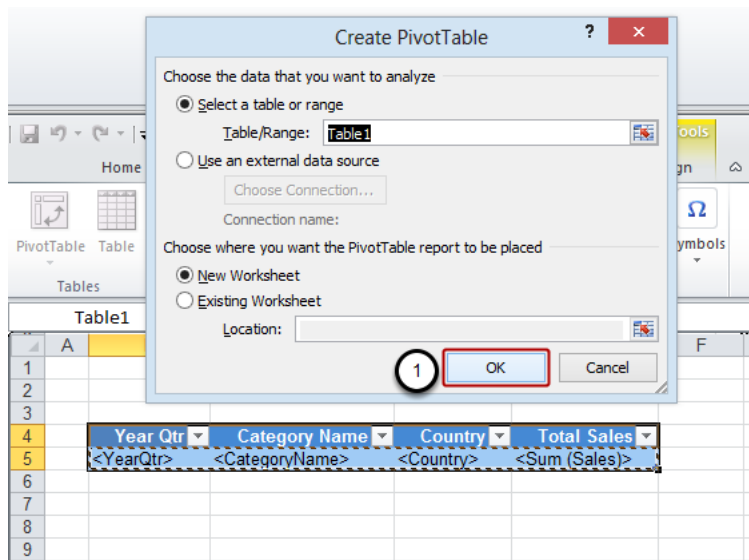 Create PivotTable
?
Choose the data that you want to analyze
Select a table or range
Table/Range: Table1
Use an external data source
Choose Connection...
Connection name:
Choose where you want the PivotTable report to be placed
New Worksheet
Existing Worksheet
Location:
1 OK Cancel
ools
Home gn
PivotTable Table Ω
ymbols
Tables
Table1
A F
1
2
3
4 Year Qtr Category Name Country Total Sales
5 <YearQtr> <CategoryName> <Country> <Sum (Sales)>
6
7
8
9